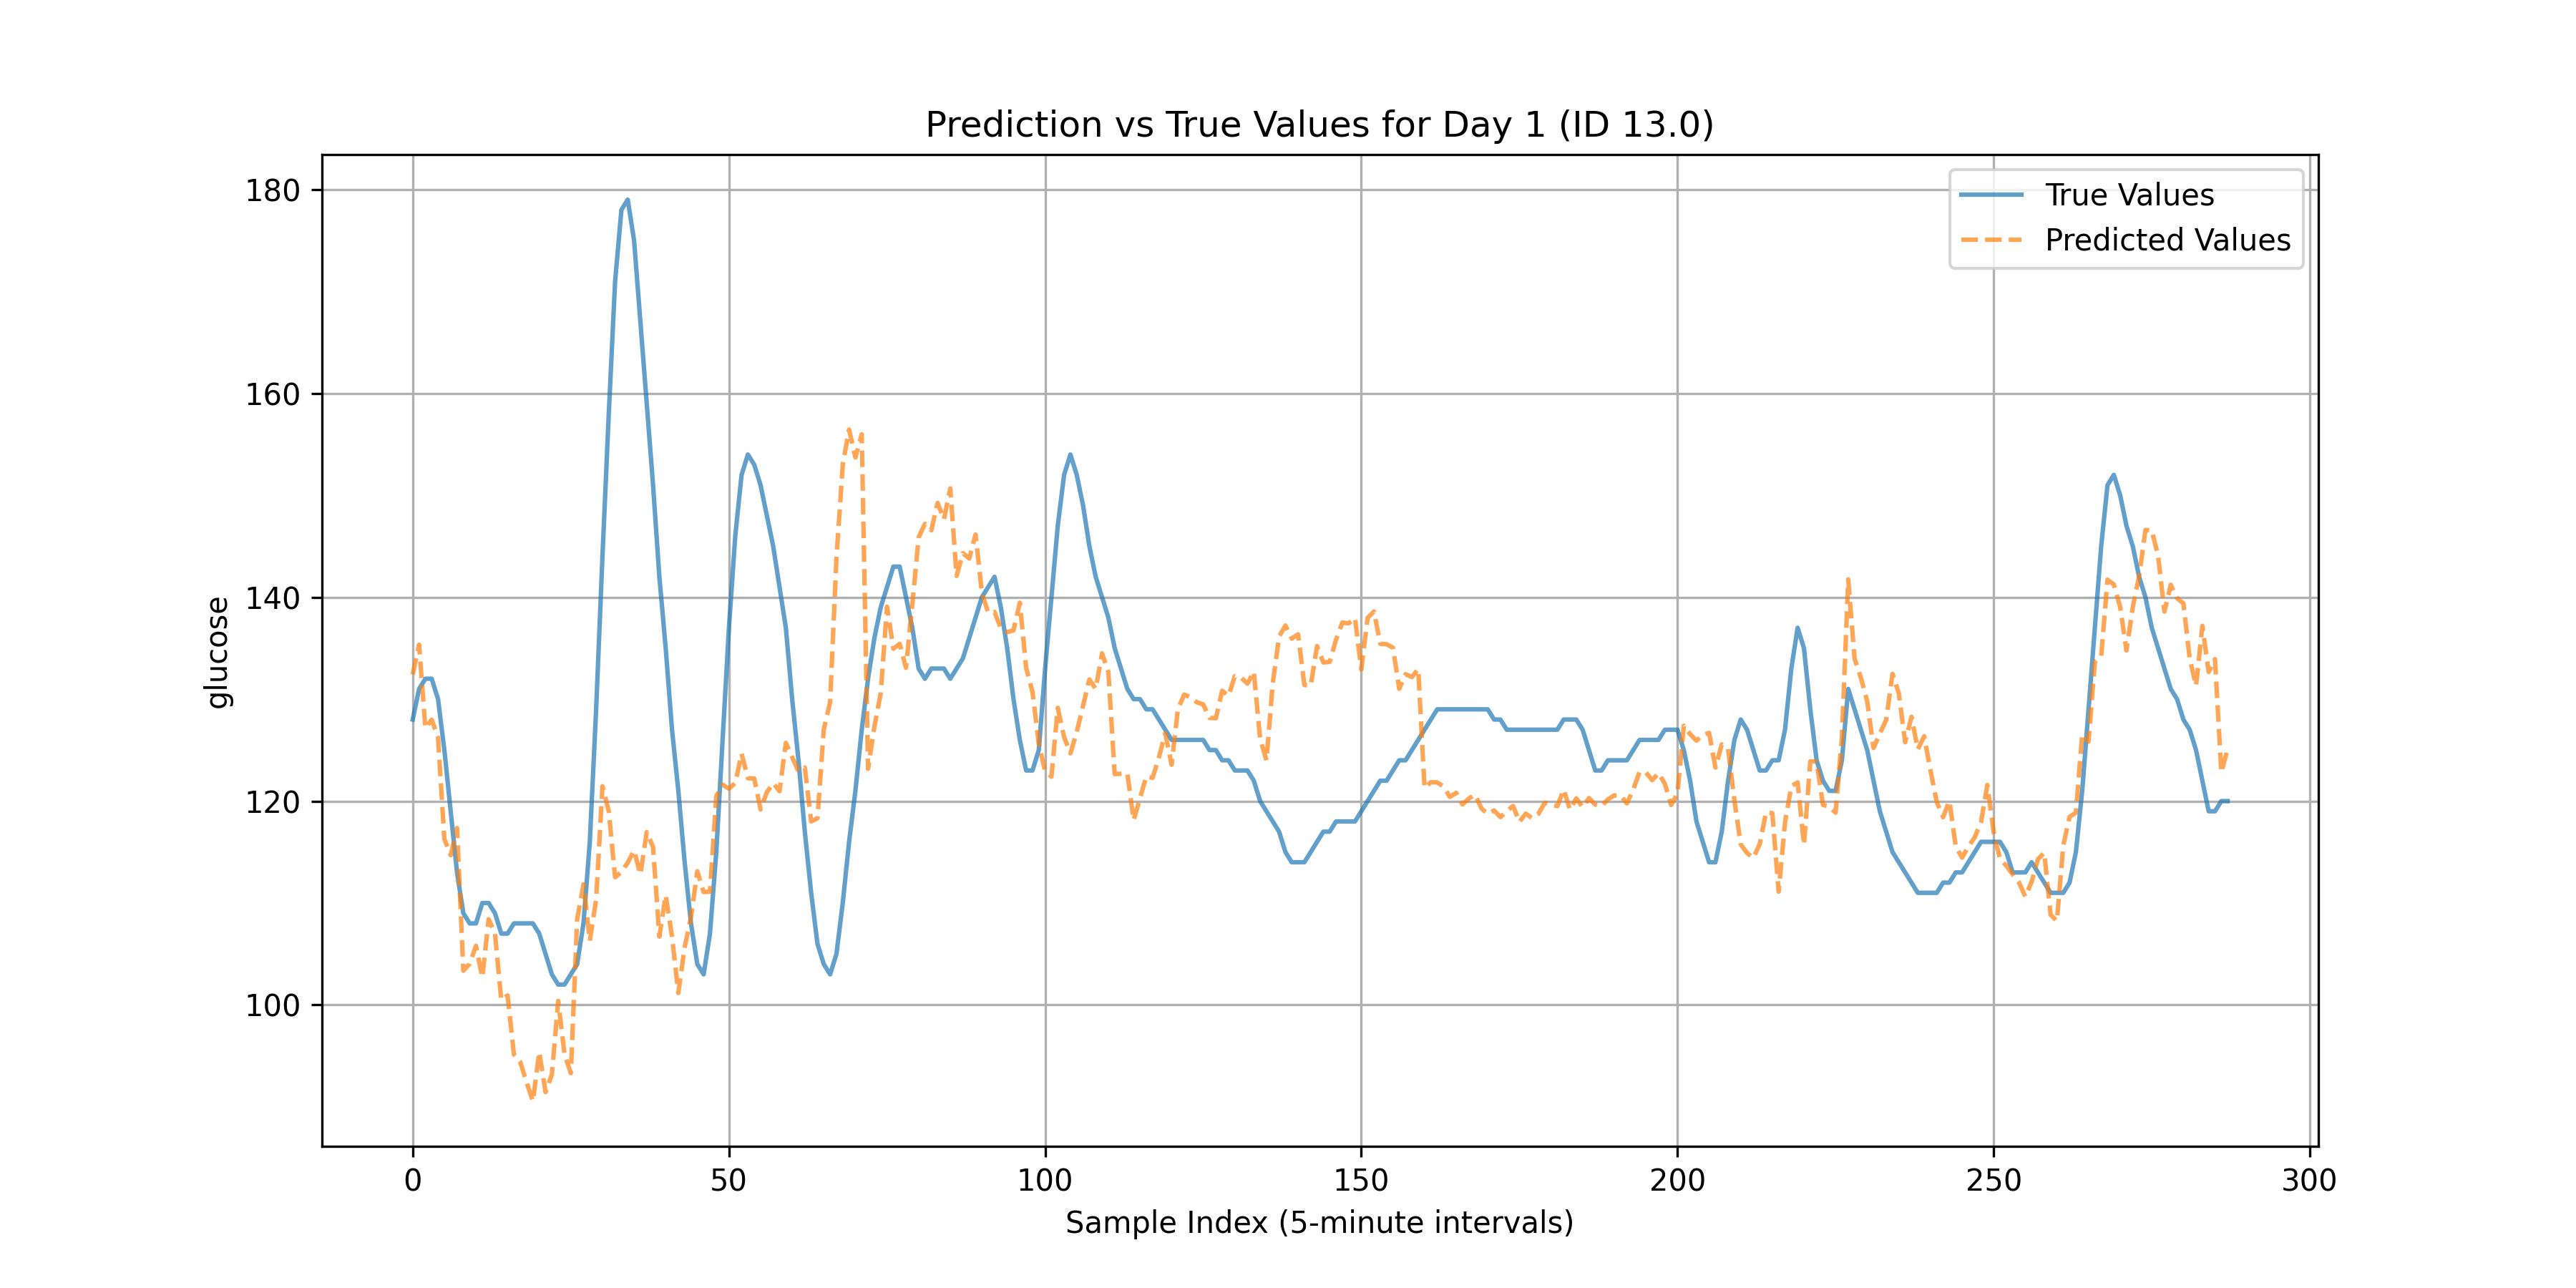 Prediction vs True Values for Day 1 (ID 13.0)
True Values
Predicted Values
glucose
180
160
140
120
100
0 50 100 150 200 250 300
Sample Index (5-minute intervals)